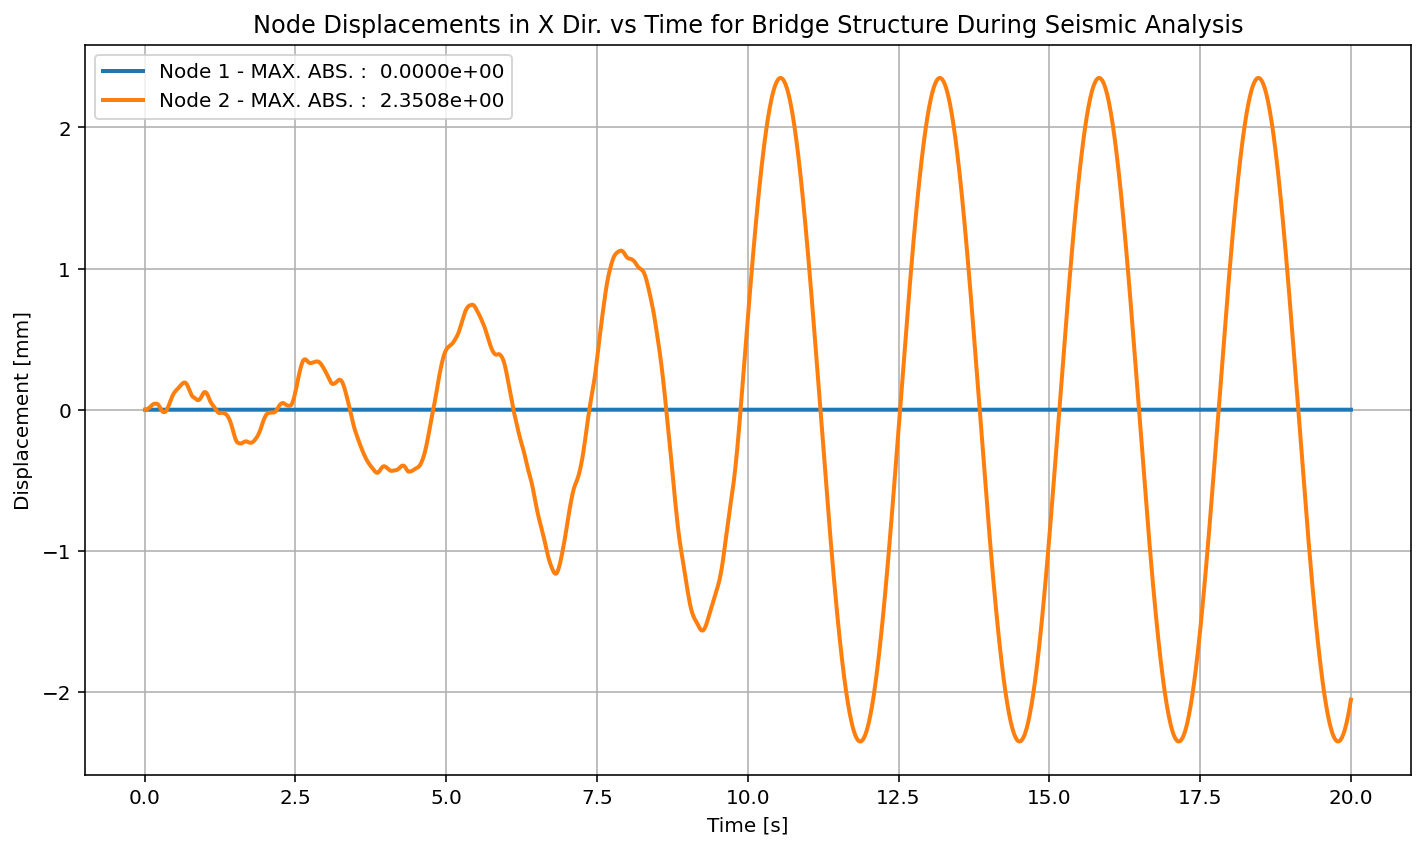 Node Displacements in X Dir. vs Time for Bridge Structure During Seismic Analysis
Node 1 - MAX. ABS. :  0.0000e+00
Node 2 - MAX. ABS. :  2.3508e+00
Displacement [mm]
2
1
0
−1
−2
0.0 2.5 5.0 7.5 10.0 12.5 15.0 17.5 20.0
Time [s]